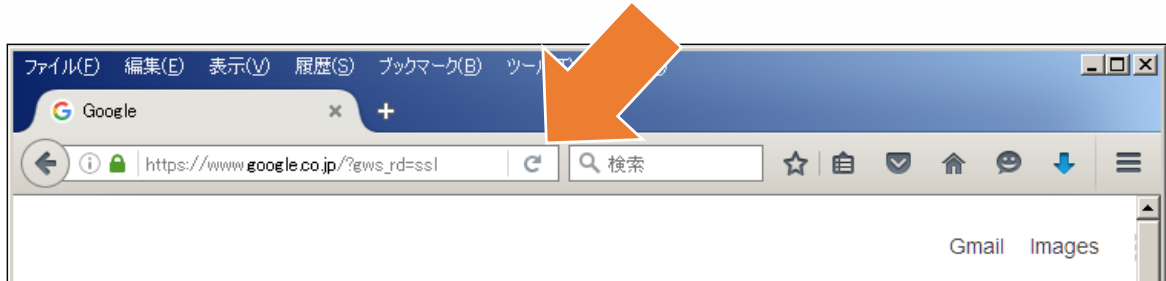 ファイル(F) 編集(E) 表示(V) 履歴(S) ブックマーク(B)
Google
https://www.google.co.jp/?gws_rd=ssl 検索
Gmail Images